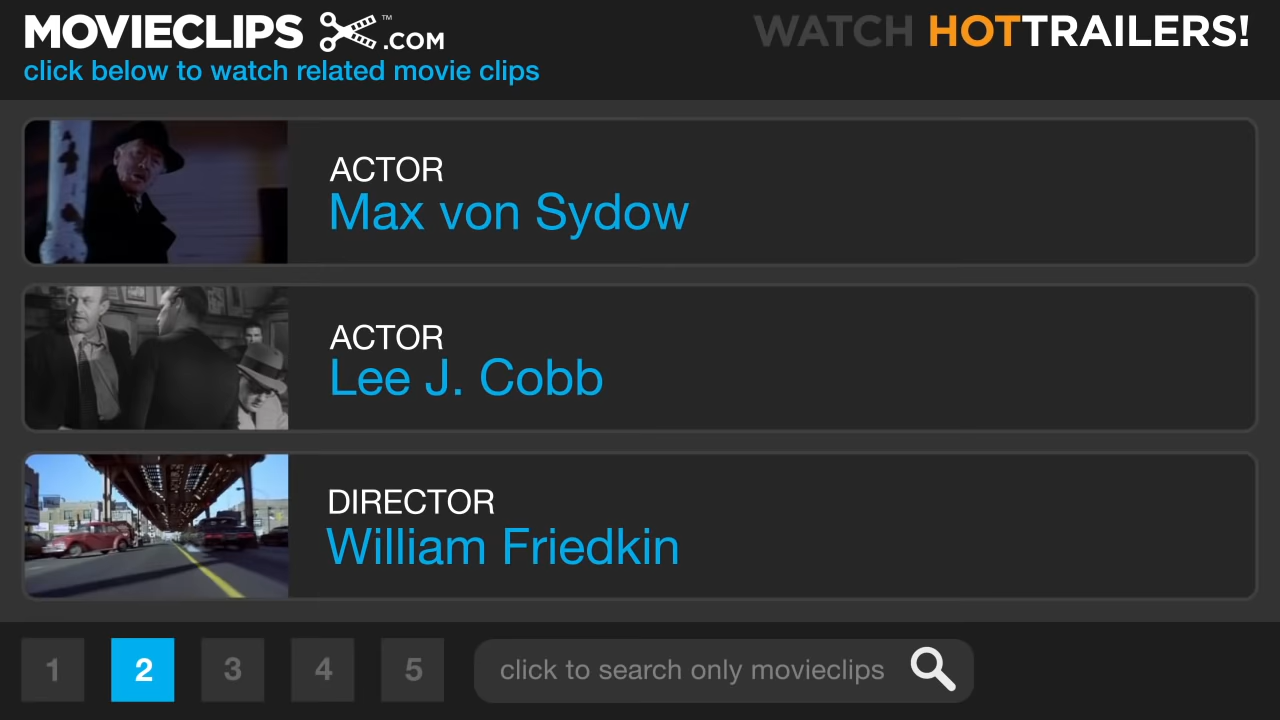 MOVIECLIPS ™ .COM
WATCH HOTTRAILERS!
click below to watch related movie clips
ACTOR
Max von Sydow
ACTOR
Lee J. Cobb
DIRECTOR
William Friedkin
1 2 3 4 5 click to search only movieclips